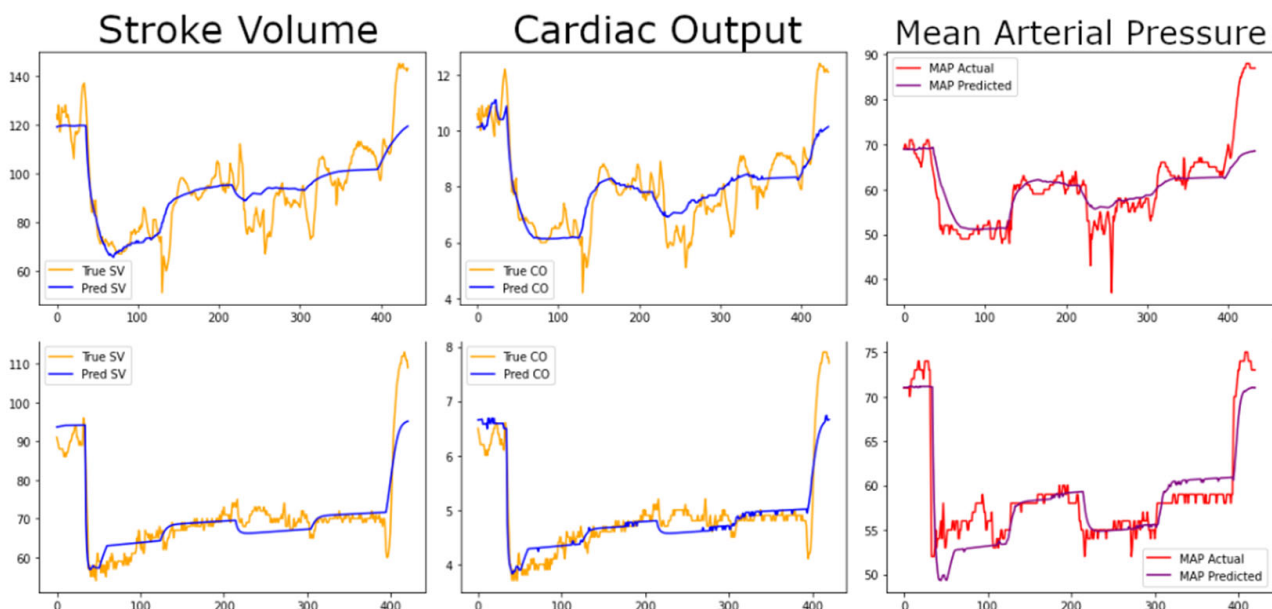 Stroke Volume
Cardiac Output
Mean Arterial Pressure
140
120
100
80
60
True SV
Pred SV
0 100 200 300 400
12
10
8
6
4
True CO
Pred CO
0 100 200 300 400
90
80
70
60
50
40
MAP Actual
MAP Predicted
0 100 200 300 400
110
100
90
80
70
60
True SV
Pred SV
0 100 200 300 400
8
7
6
5
4
True CO
Pred CO
0 100 200 300 400
75
70
65
60
55
50
MAP Actual
MAP Predicted
0 100 200 300 400